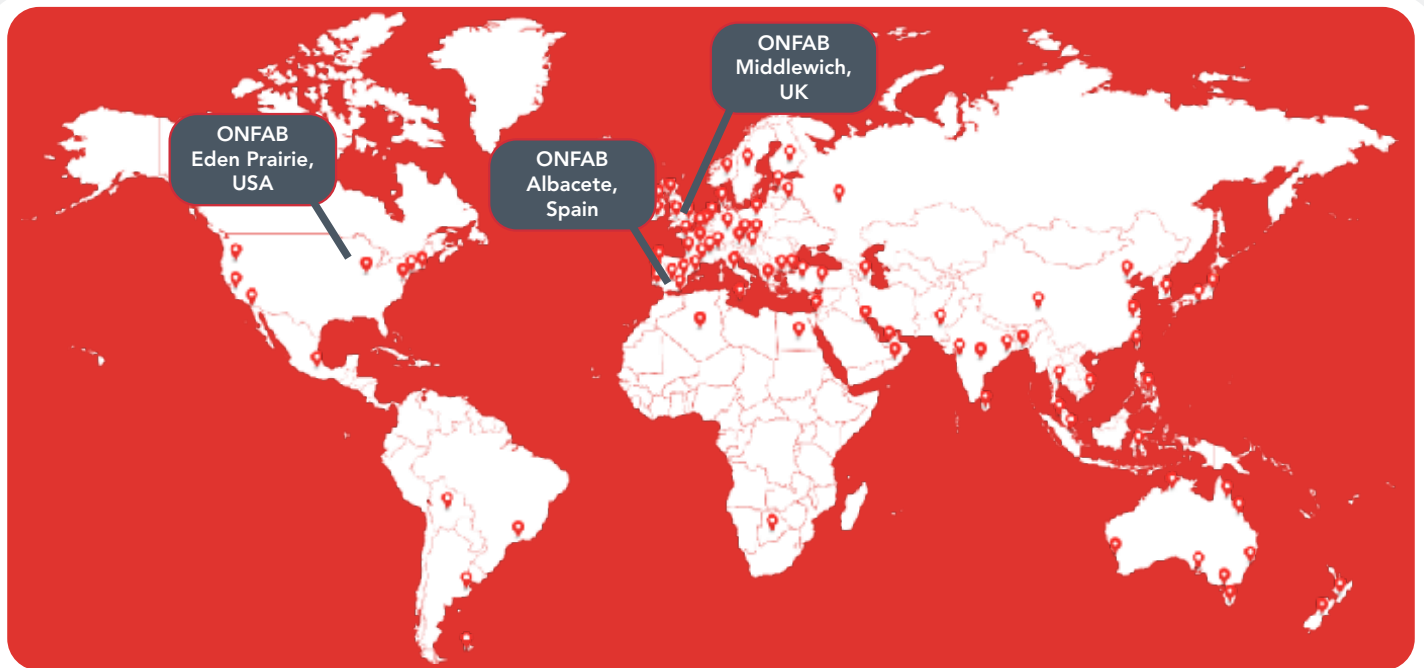 ONFAB
Middlewich,
UK
ONFAB
Eden Prairie,
USA
ONFAB
Albacete,
Spain